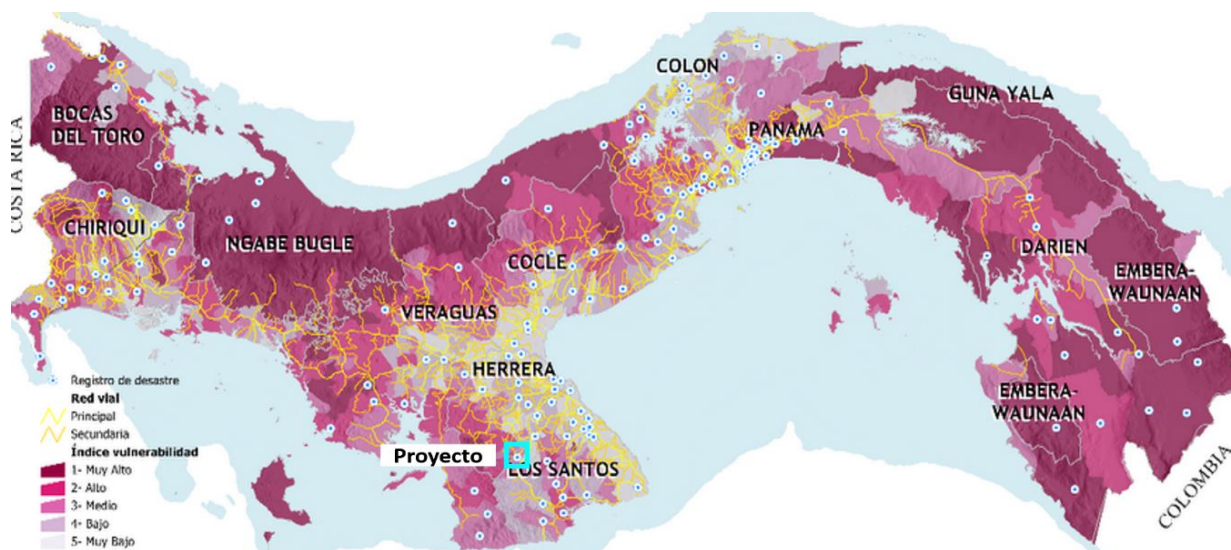 COLON
GUNA YALA
BOCAS
DEL TORO
PANAMA
COSTA RICA
CHIRIQUI
NGABE BUGLE
COCLE
DARIEN
EMBERA-
WAUNAAN
VERAGUAS
HERRERA
EMBERA-
WAUNAAN
Proyecto
LOS SANTOS
COLOMBIA
Registro de desastre
Red vial
Principal
Secundaria
Índice vulnerabilidad
1- Muy Alto
2- Alto
3- Medio
4- Bajo
5- Muy Bajo